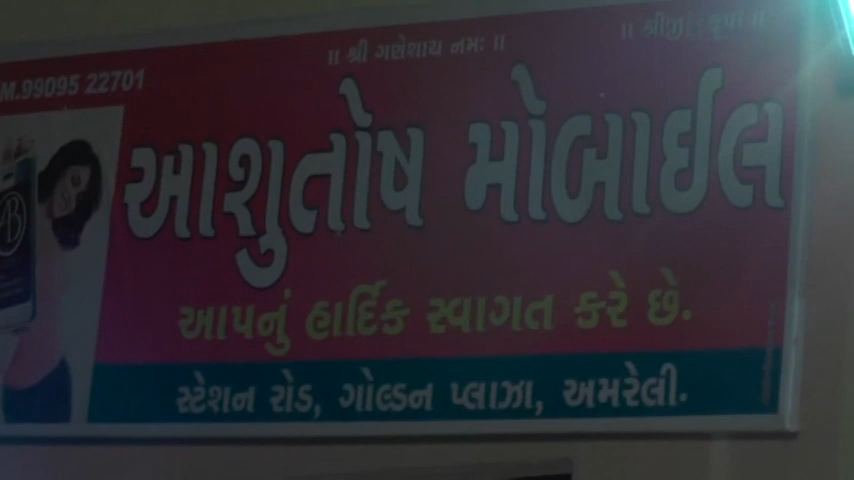 ॥ શ્રી ગણેશાય નમઃ ॥
॥ શ્રીજી કૃપા ॥
M.99095 22701
આશુતોષ મોબાઈલ
આપનું હાર્દિક સ્વાગત કરે છે.
સ્ટેશન રોડ, ગોલ્ડન પ્લાઝા, અમરેલી.